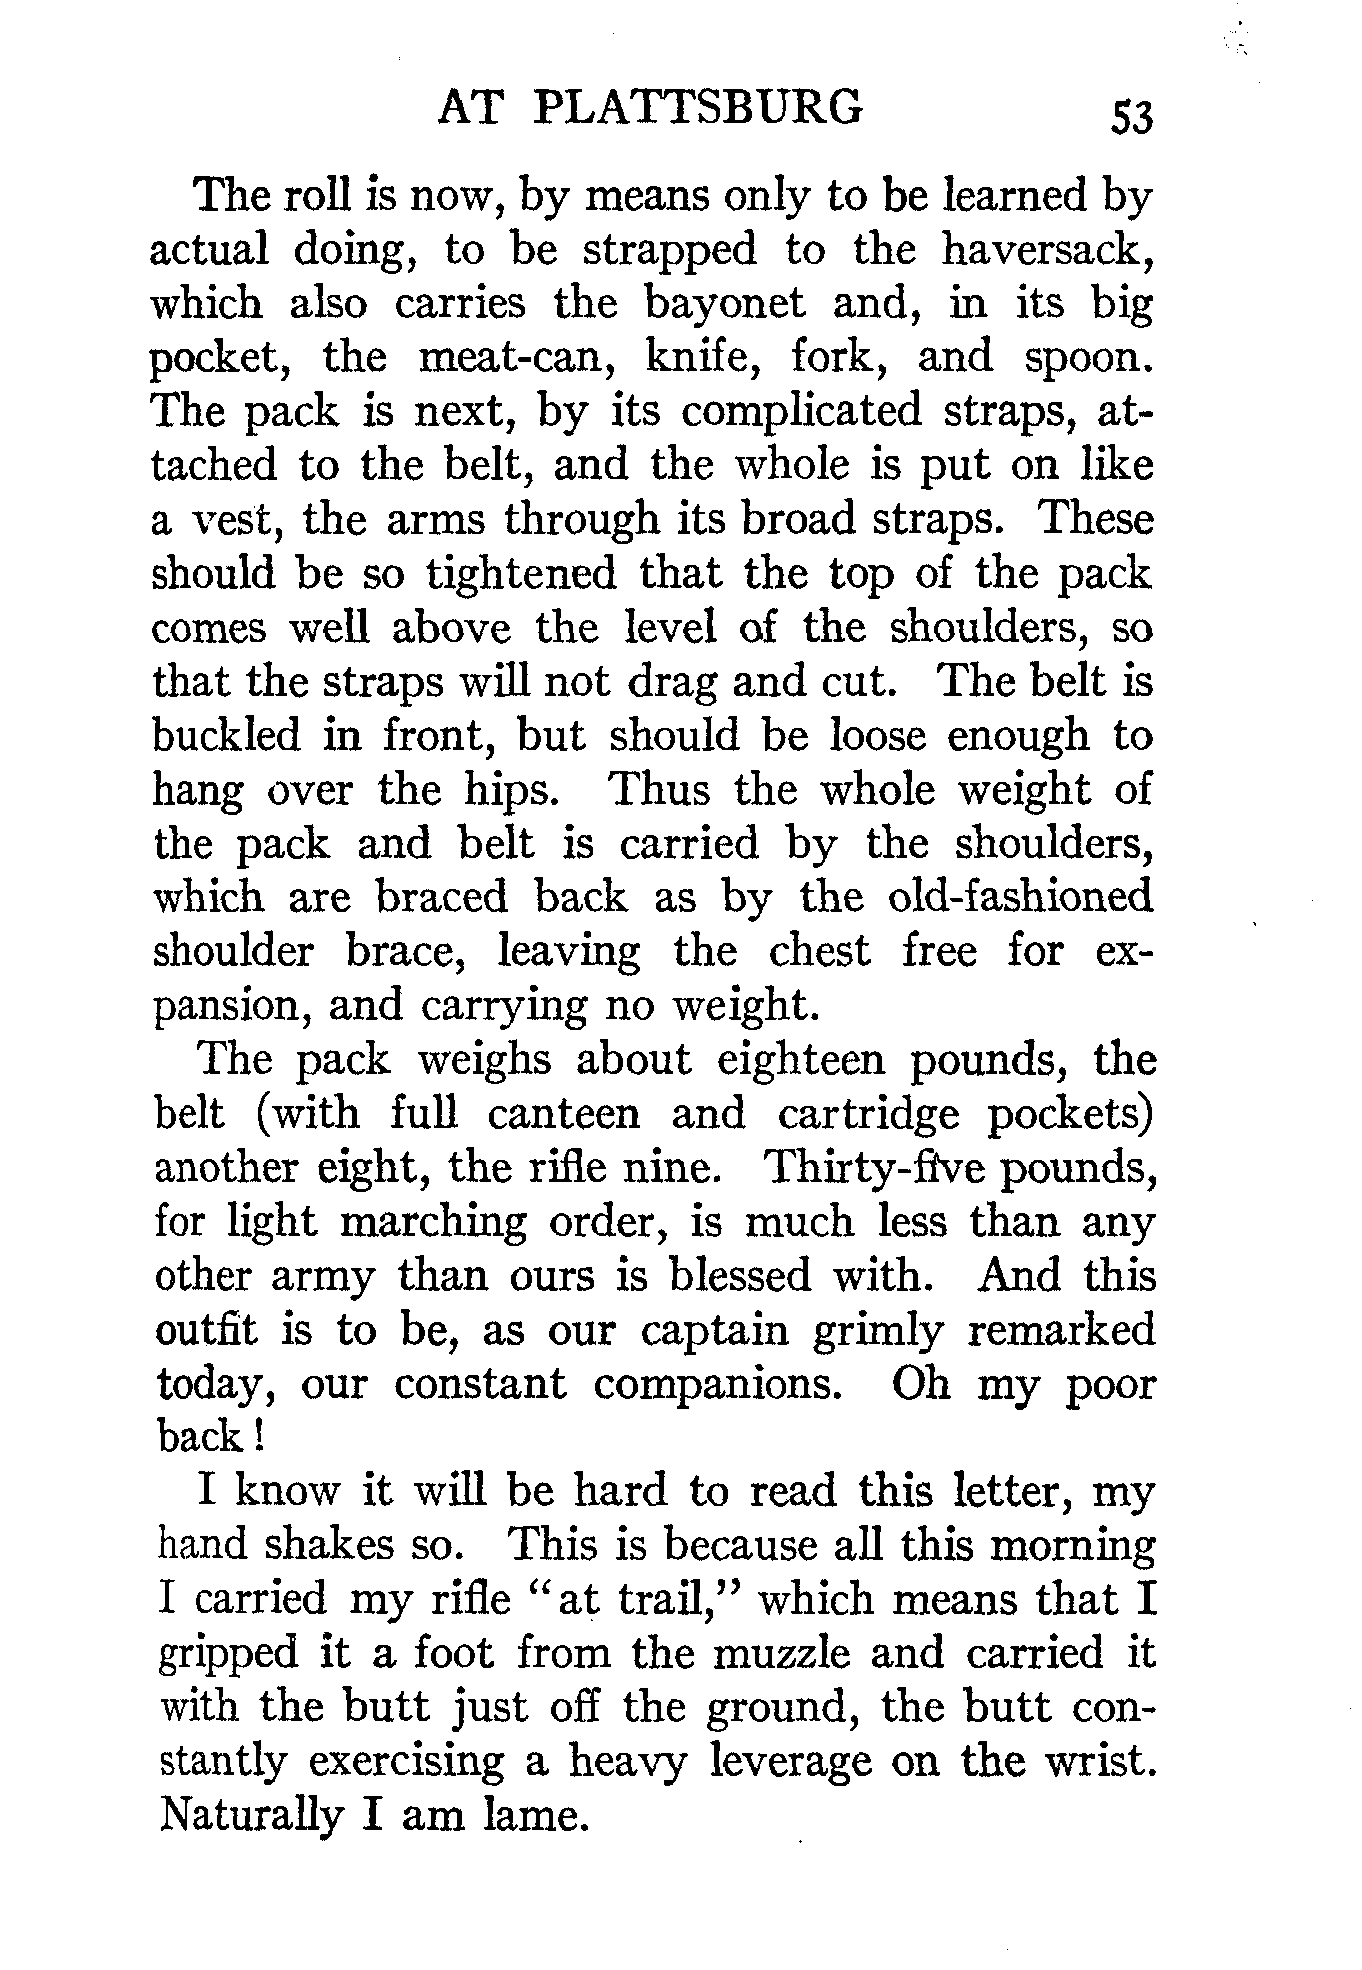 AT PLATTSBURG 53
The roll is now, by means only to be learned by
actual doing, to be strapped to the haversack,
which also carries the bayonet and, in its big
pocket, the meat-can, knife, fork, and spoon.
The pack is next, by its complicated straps, at-
tached to the belt, and the whole is put on like
a vest, the arms through its broad straps. These
should be so tightened that the top of the pack
comes well above the level of the shoulders, so
that the straps will not drag and cut. The belt is
buckled in front, but should be loose enough to
hang over the hips. Thus the whole weight of
the pack and belt is carried by the shoulders,
which are braced back as by the old-fashioned
shoulder brace, leaving the chest free for ex-
pansion, and carrying no weight.
The pack weighs about eighteen pounds, the
belt (with full canteen and cartridge pockets)
another eight, the rifle nine. Thirty-five pounds,
for light marching order, is much less than any
other army than ours is blessed with. And this
outfit is to be, as our captain grimly remarked
today, our constant companions. Oh my poor
back!
I know it will be hard to read this letter, my
hand shakes so. This is because all this morning
I carried my rifle "at trail," which means that I
gripped it a foot from the muzzle and carried it
with the butt just off the ground, the butt con-
stantly exercising a heavy leverage on the wrist.
Naturally I am lame.